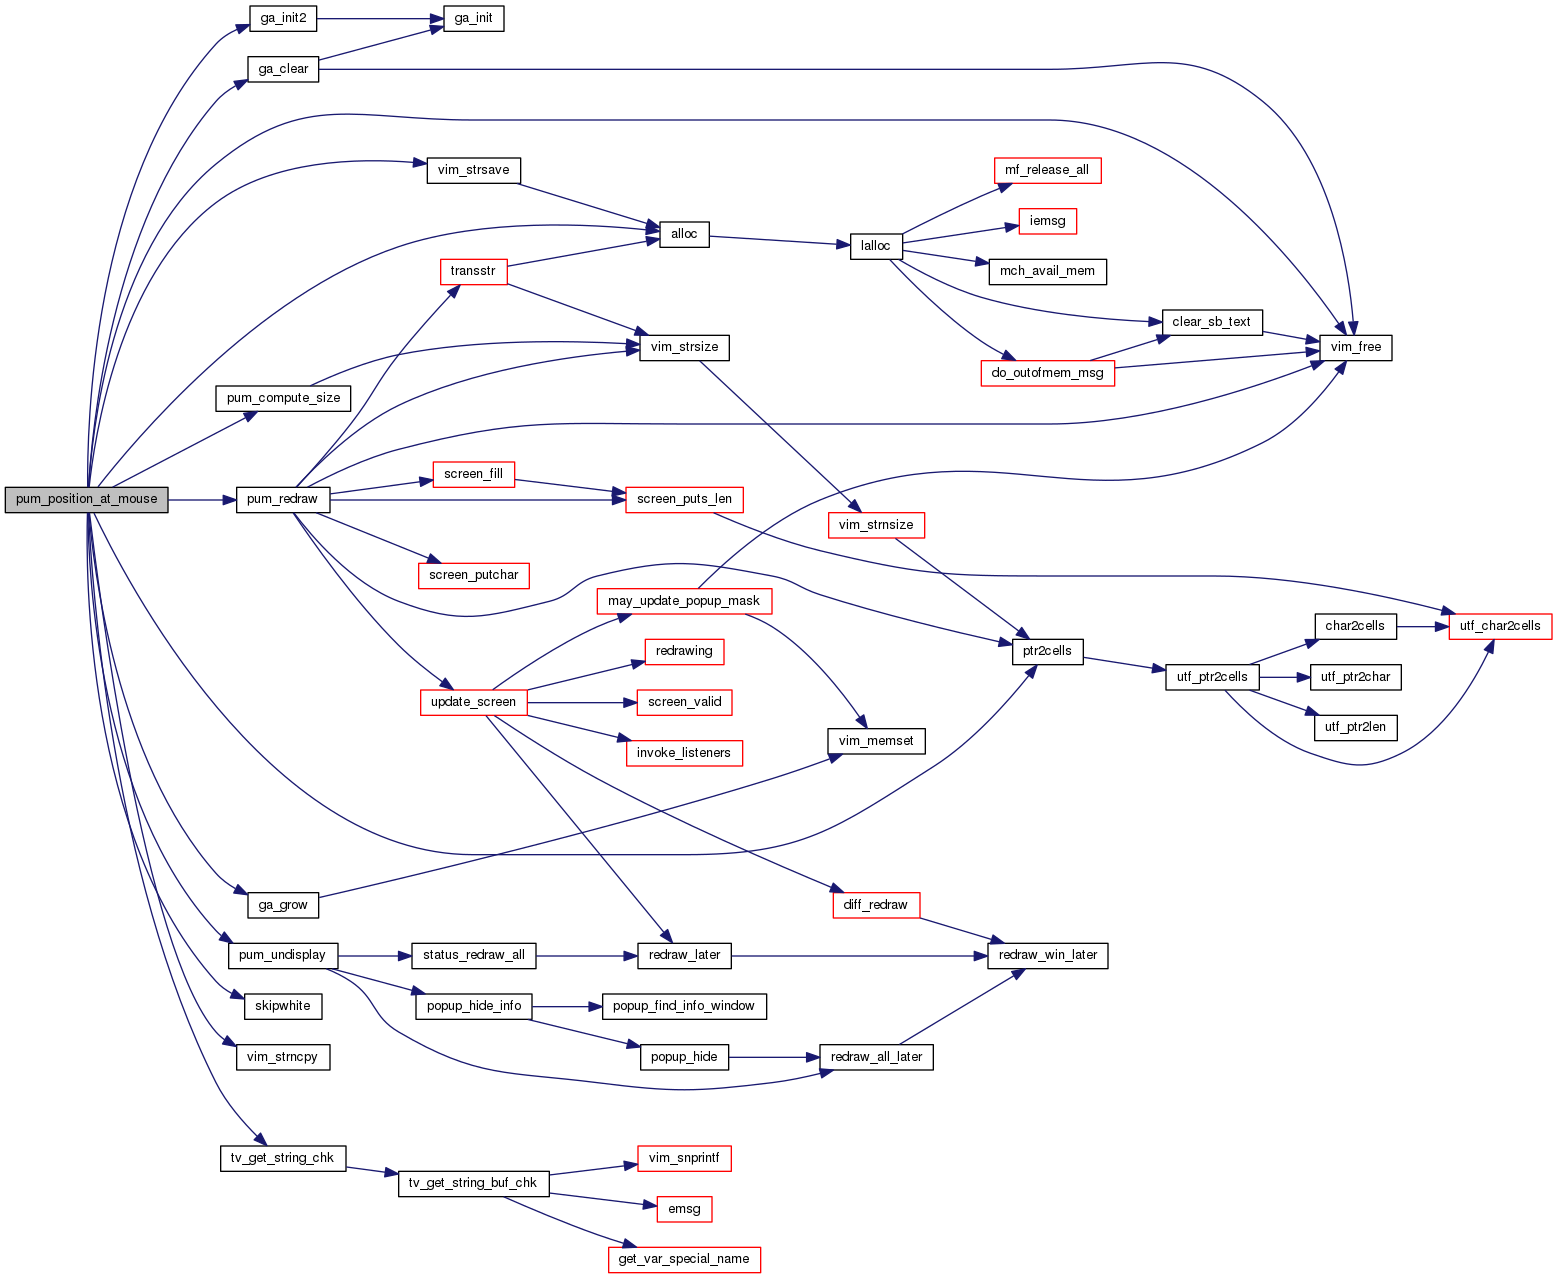 ga_init2
ga_init
ga_clear
vim_strsave
mf_release_all
iemsg
alloc
lalloc
transstr
mch_avail_mem
clear_sb_text
vim_strsize
vim_free
do_outofmem_msg
pum_compute_size
screen_fill
pum_position_at_mouse
pum_redraw
screen_puts_len
vim_strnsize
screen_putchar
may_update_popup_mask
char2cells
utf_char2cells
redrawing
ptr2cells
utf_ptr2cells
utf_ptr2char
update_screen
screen_valid
utf_ptr2len
vim_memset
invoke_listeners
ga_grow
diff_redraw
pum_undisplay
status_redraw_all
redraw_later
redraw_win_later
skipwhite
popup_hide_info
popup_find_info_window
vim_strncpy
popup_hide
redraw_all_later
tv_get_string_chk
vim_snprintf
tv_get_string_buf_chk
emsg
get_var_special_name